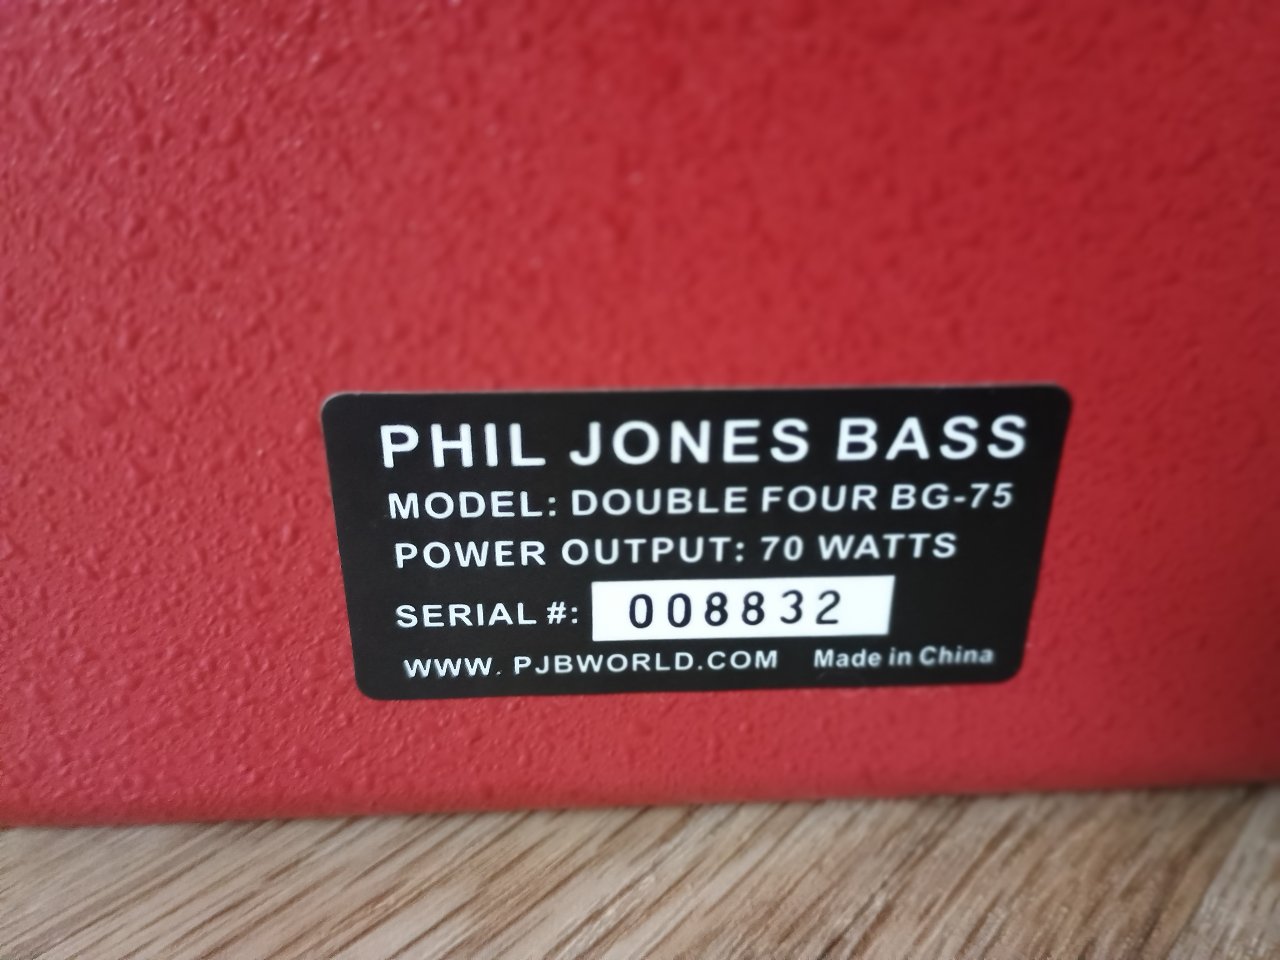 PHIL JONES BASS
MODEL: DOUBLE FOUR BG-75
POWER OUTPUT: 70 WATTS
SERIAL #: 008832
WWW. PJBWORLD.COM Made in China